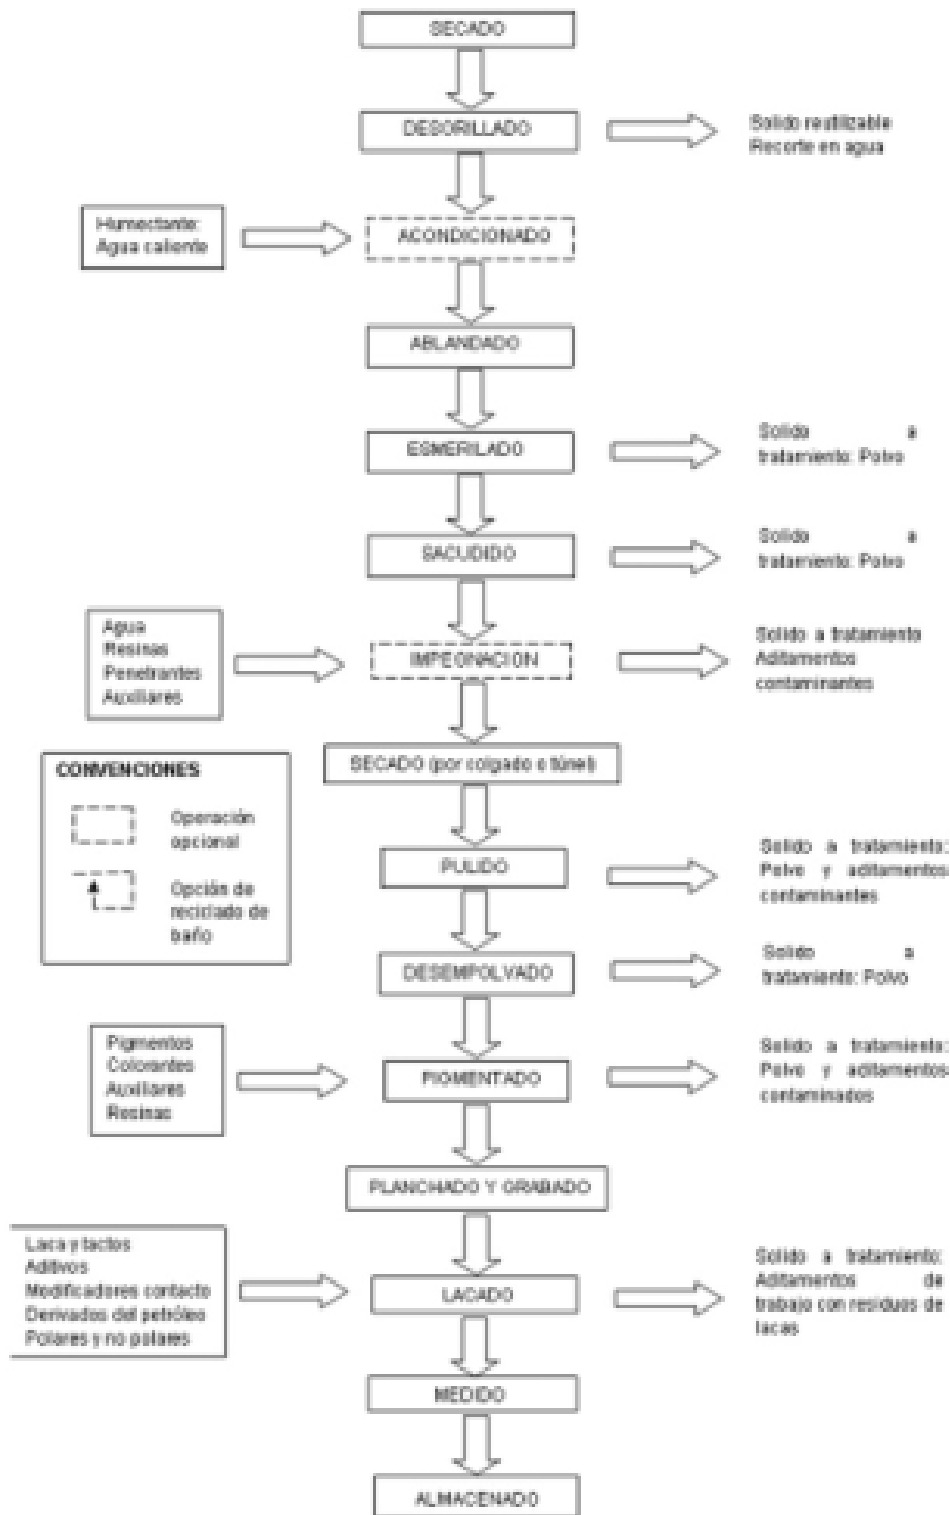 SECADO
DESORILLADO
Solido reutilizable
Recorte en agua
Humectante:
Agua caliente
ACONDICIONADO
ABLANDADO
ESMERILADO
Solido a
tratamiento: Polvo
SACUDIDO
Solido a
tratamiento: Polvo
Agua
Resinas
Penetrantes
Auxiliares
IMPEGNACIÓN
Solido a tratamiento
Aditamentos
contaminantes
SECADO (por colgado o túnel)
CONVENCIONES
Operación
opcional
Opción de
reciclado de
baño
PULIDO
Solido a tratamiento:
Polvo y aditamentos
contaminantes
DESEMPOLVADO
Solido a
tratamiento: Polvo
Pigmentos
Colorantes
Auxiliares
Resinas
PIGMENTADO
Solido a tratamiento:
Polvo y aditamentos
contaminados
PLANCHADO Y GRABADO
Laca y tactos
Aditivos
Modificadores contacto
Derivados del petróleo
Polares y no polares
LACADO
Solido a tratamiento:
Aditamentos de
trabajo con residuos de
lacas
MEDIDO
ALMACENADO